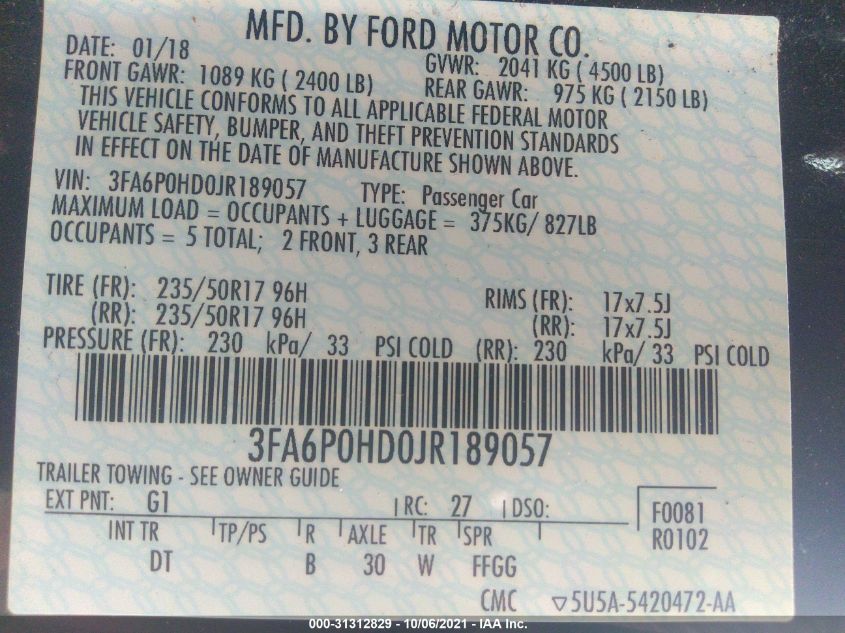 MFD. BY FORD MOTOR CO.
DATE: 01/18 GVWR: 2041 KG ( 4500 LB)
FRONT GAWR: 1089 KG ( 2400 LB) REAR GAWR: 975 KG ( 2150 LB)
THIS VEHICLE CONFORMS TO ALL APPLICABLE FEDERAL MOTOR
VEHICLE SAFETY, BUMPER, AND THEFT PREVENTION STANDARDS
IN EFFECT ON THE DATE OF MANUFACTURE SHOWN ABOVE.
VIN: 3FA6P0HD0JR189057 TYPE: Passenger Car
MAXIMUM LOAD = OCCUPANTS + LUGGAGE = 375KG/ 827LB
OCCUPANTS = 5 TOTAL; 2 FRONT, 3 REAR
TIRE (FR): 235/50R17 96H RIMS (FR): 17x7.5J
(RR): 235/50R17 96H (RR): 17x7.5J
PRESSURE (FR): 230 kPa/ 33 PSI COLD (RR): 230 kPa/ 33 PSI COLD
3FA6P0HD0JR189057
TRAILER TOWING - SEE OWNER GUIDE
EXT PNT: G1 RC: 27 DSO: F0081
R0102
INT TR TP/PS R AXLE TR SPR
DT B 30 W FFGG
CMC ▽5U5A-5420472-AA
000-31312829 - 10/06/2021 - IAA Inc.